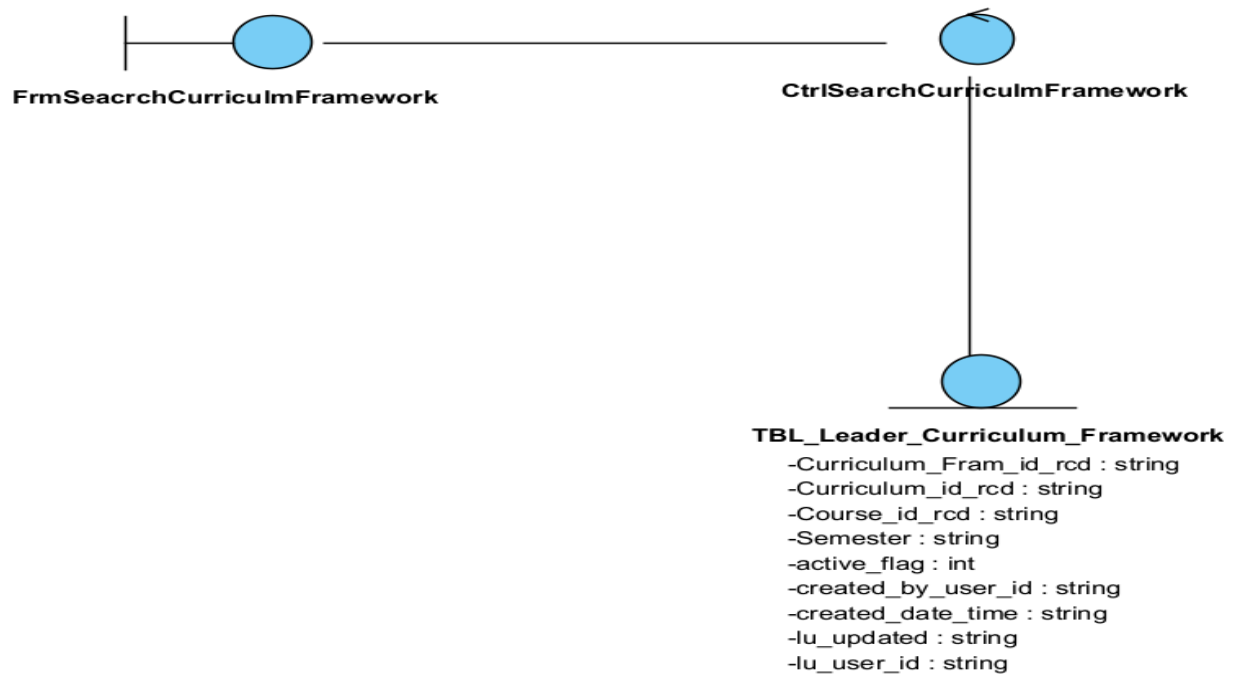 FrmSeacrchCurriculmFramework
CtrlSearchCurriculmFramework
TBL_Leader_Curriculum_Framework
-Curriculum_Fram_id_rcd : string
-Curriculum_id_rcd : string
-Course_id_rcd : string
-Semester : string
-active_flag : int
-created_by_user_id : string
-created_date_time : string
-lu_updated : string
-lu_user_id : string